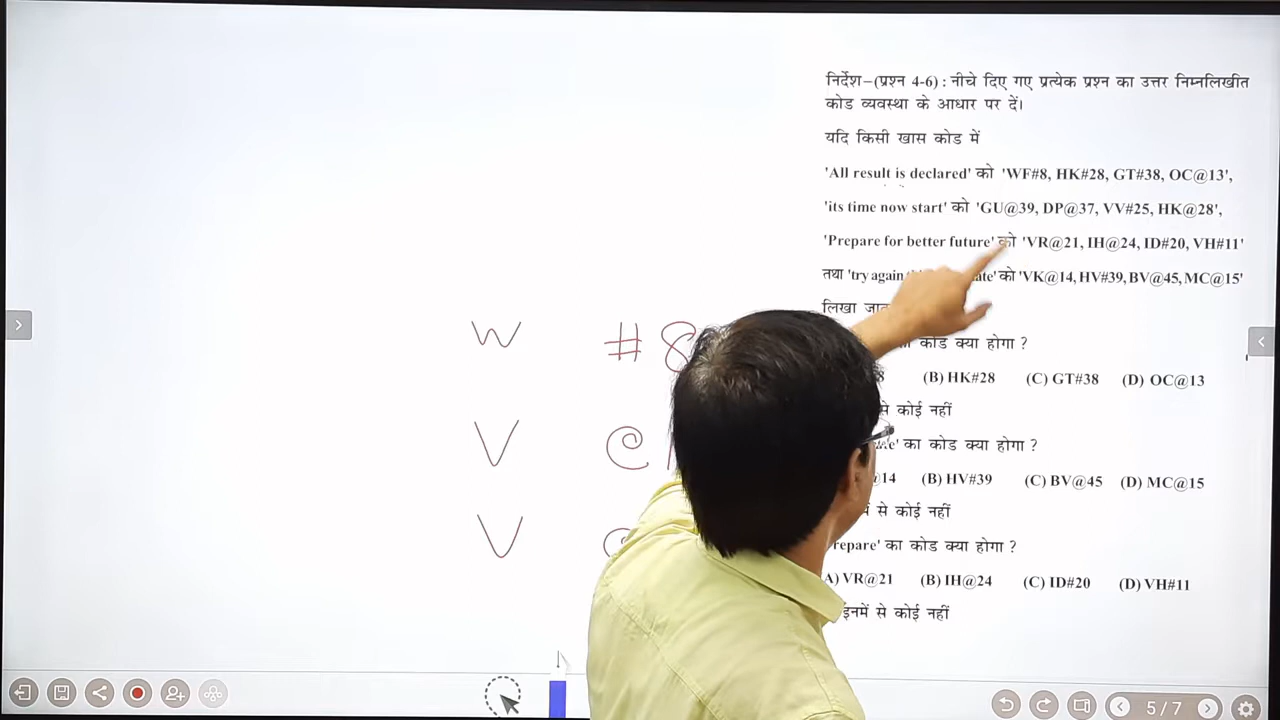 निर्देश–(प्रश्न 4-6) : नीचे दिए गए प्रत्येक प्रश्न का उत्तर निम्नलिखीत
कोड व्यवस्था के आधार पर दें।
यदि किसी खास कोड में
'All result is declared' को 'WF#8, HK#28, GT#38, OC@13',
'its time now start' को 'GU@39, DP@37, VV#25, HK@28',
'Prepare for better future' को 'VR@21, IH@24, ID#20, VH#11'
तथा 'try again को 'VK@14, HV#39, BV@45, MC@15'
लिखा
कोड क्या होगा ?
(B) HK#28 (C) GT#38 (D) OC@13
से कोई नहीं
का कोड क्या होगा ?
@14 (B) HV#39 (C) BV@45 (D) MC@15
से कोई नहीं
का कोड क्या होगा ?
A) VR@21 (B) IH@24 (C) ID#20 (D) VH#11
इनमें से कोई नहीं
W #8
V @
V
5/7